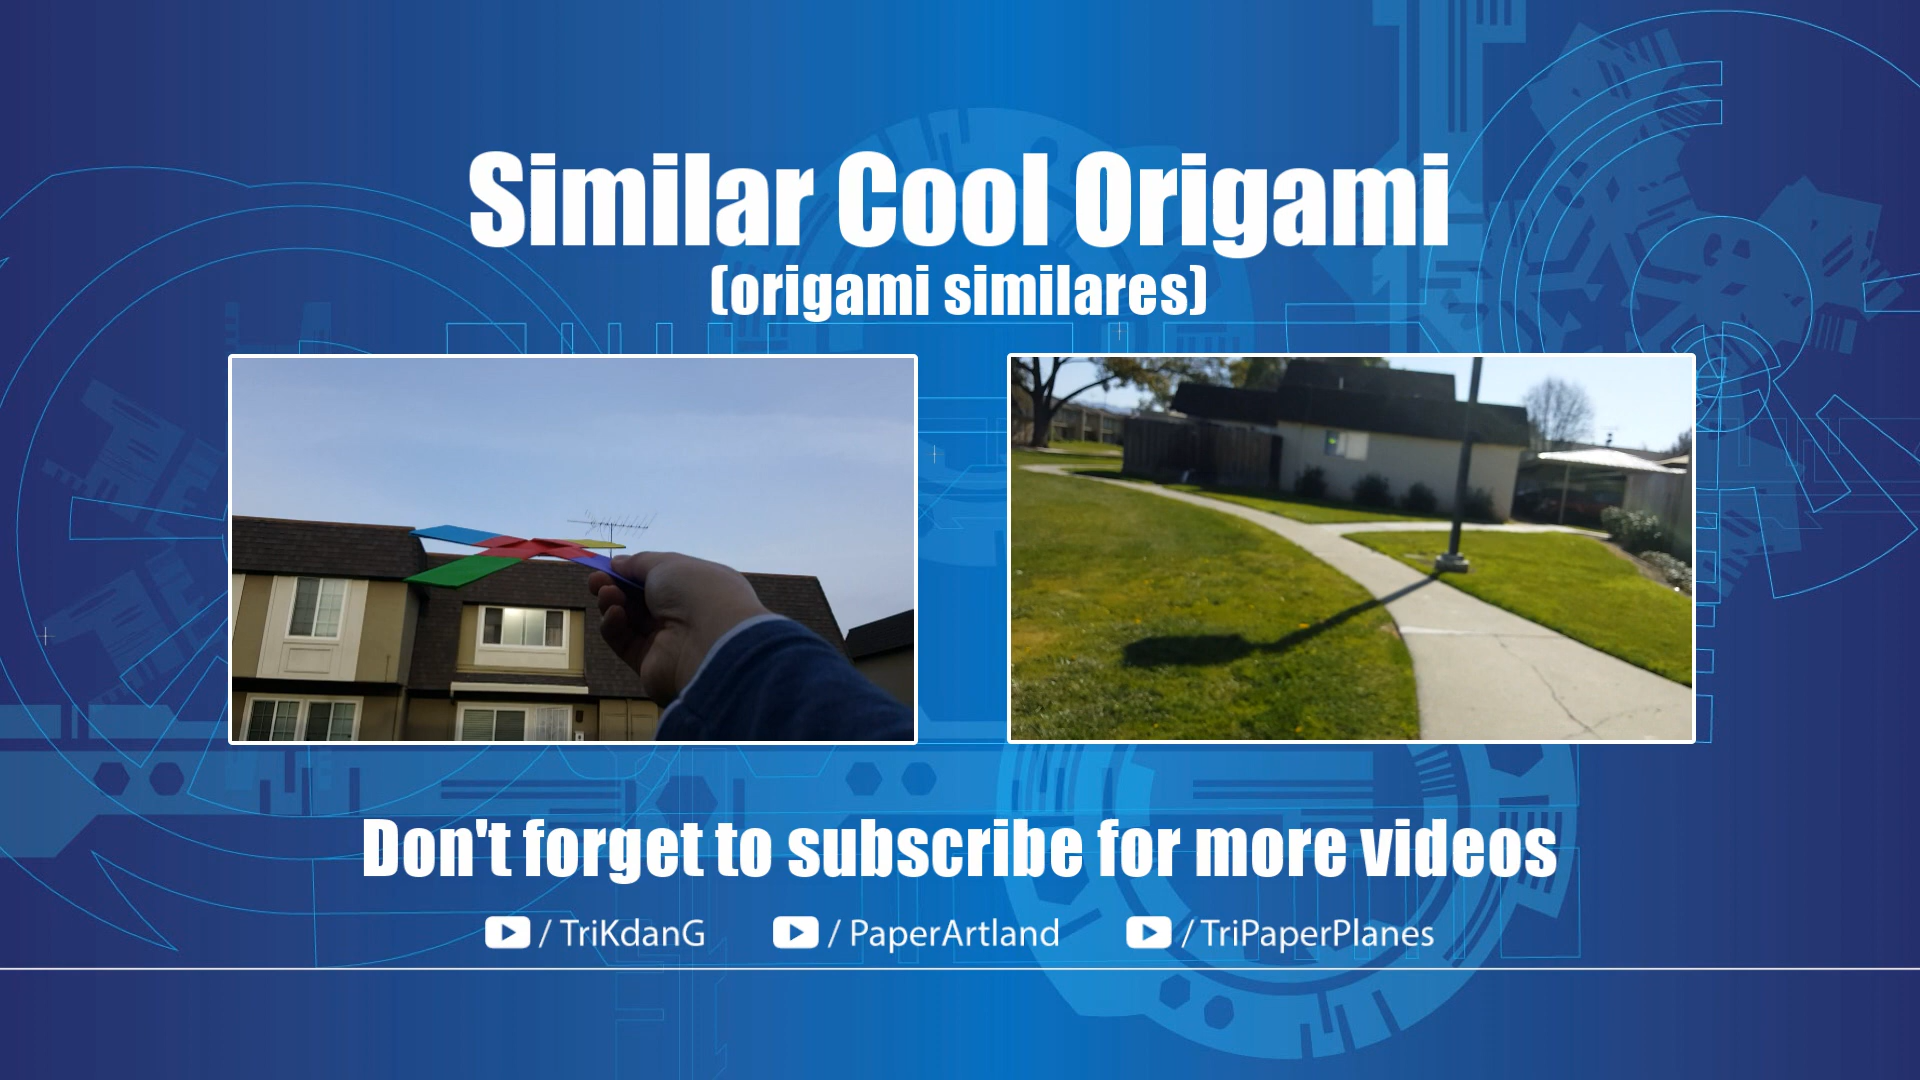 Similar Cool Origami
(origami similares)
Don't forget to subscribe for more videos
/ TriKdanG / PaperArtland / TriPaperPlanes